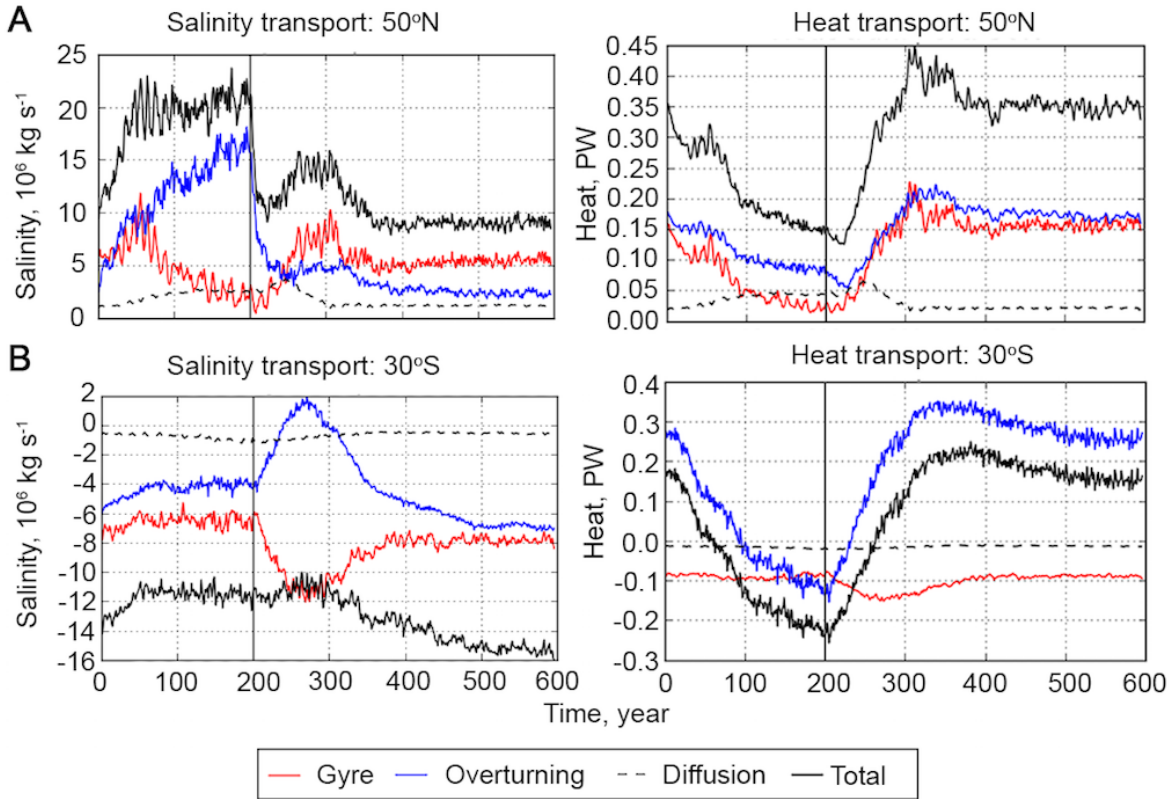 A
Salinity transport: 50°N
Salinity, 10⁶ kg s⁻¹
25
20
15
10
5
0
Heat transport: 50°N
Heat, PW
0.45
0.40
0.35
0.30
0.25
0.20
0.15
0.10
0.05
0.00
B
Salinity transport: 30°S
Salinity, 10⁶ kg s⁻¹
2
0
-2
-4
-6
-8
-10
-12
-14
-16
0 100 200 300 400 500 600
Heat transport: 30°S
Heat, PW
0.4
0.3
0.2
0.1
0.0
-0.1
-0.2
-0.3
0 100 200 300 400 500 600
Time, year
Gyre Overturning Diffusion Total